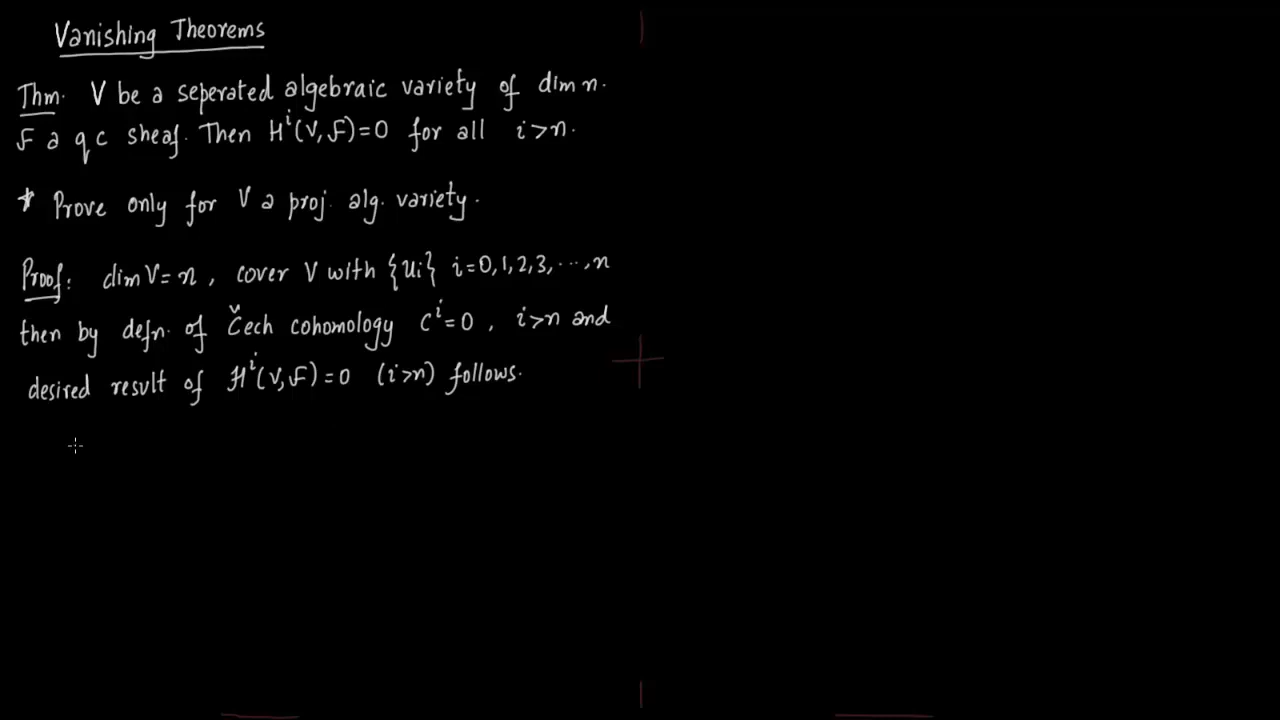 Vanishing Theorems
Thm. V be a seperated algebraic variety of dim n.
F a qc sheaf. Then H^i(V,F)=0 for all i>n.
* Prove only for V a proj. alg. variety.
Proof: dim V=n, cover V with {Ui} i=0,1,2,3,...,n
then by defn. of Čech cohomology C^i=0, i>n and
desired result of H^i(V,F)=0 (i>n) follows.